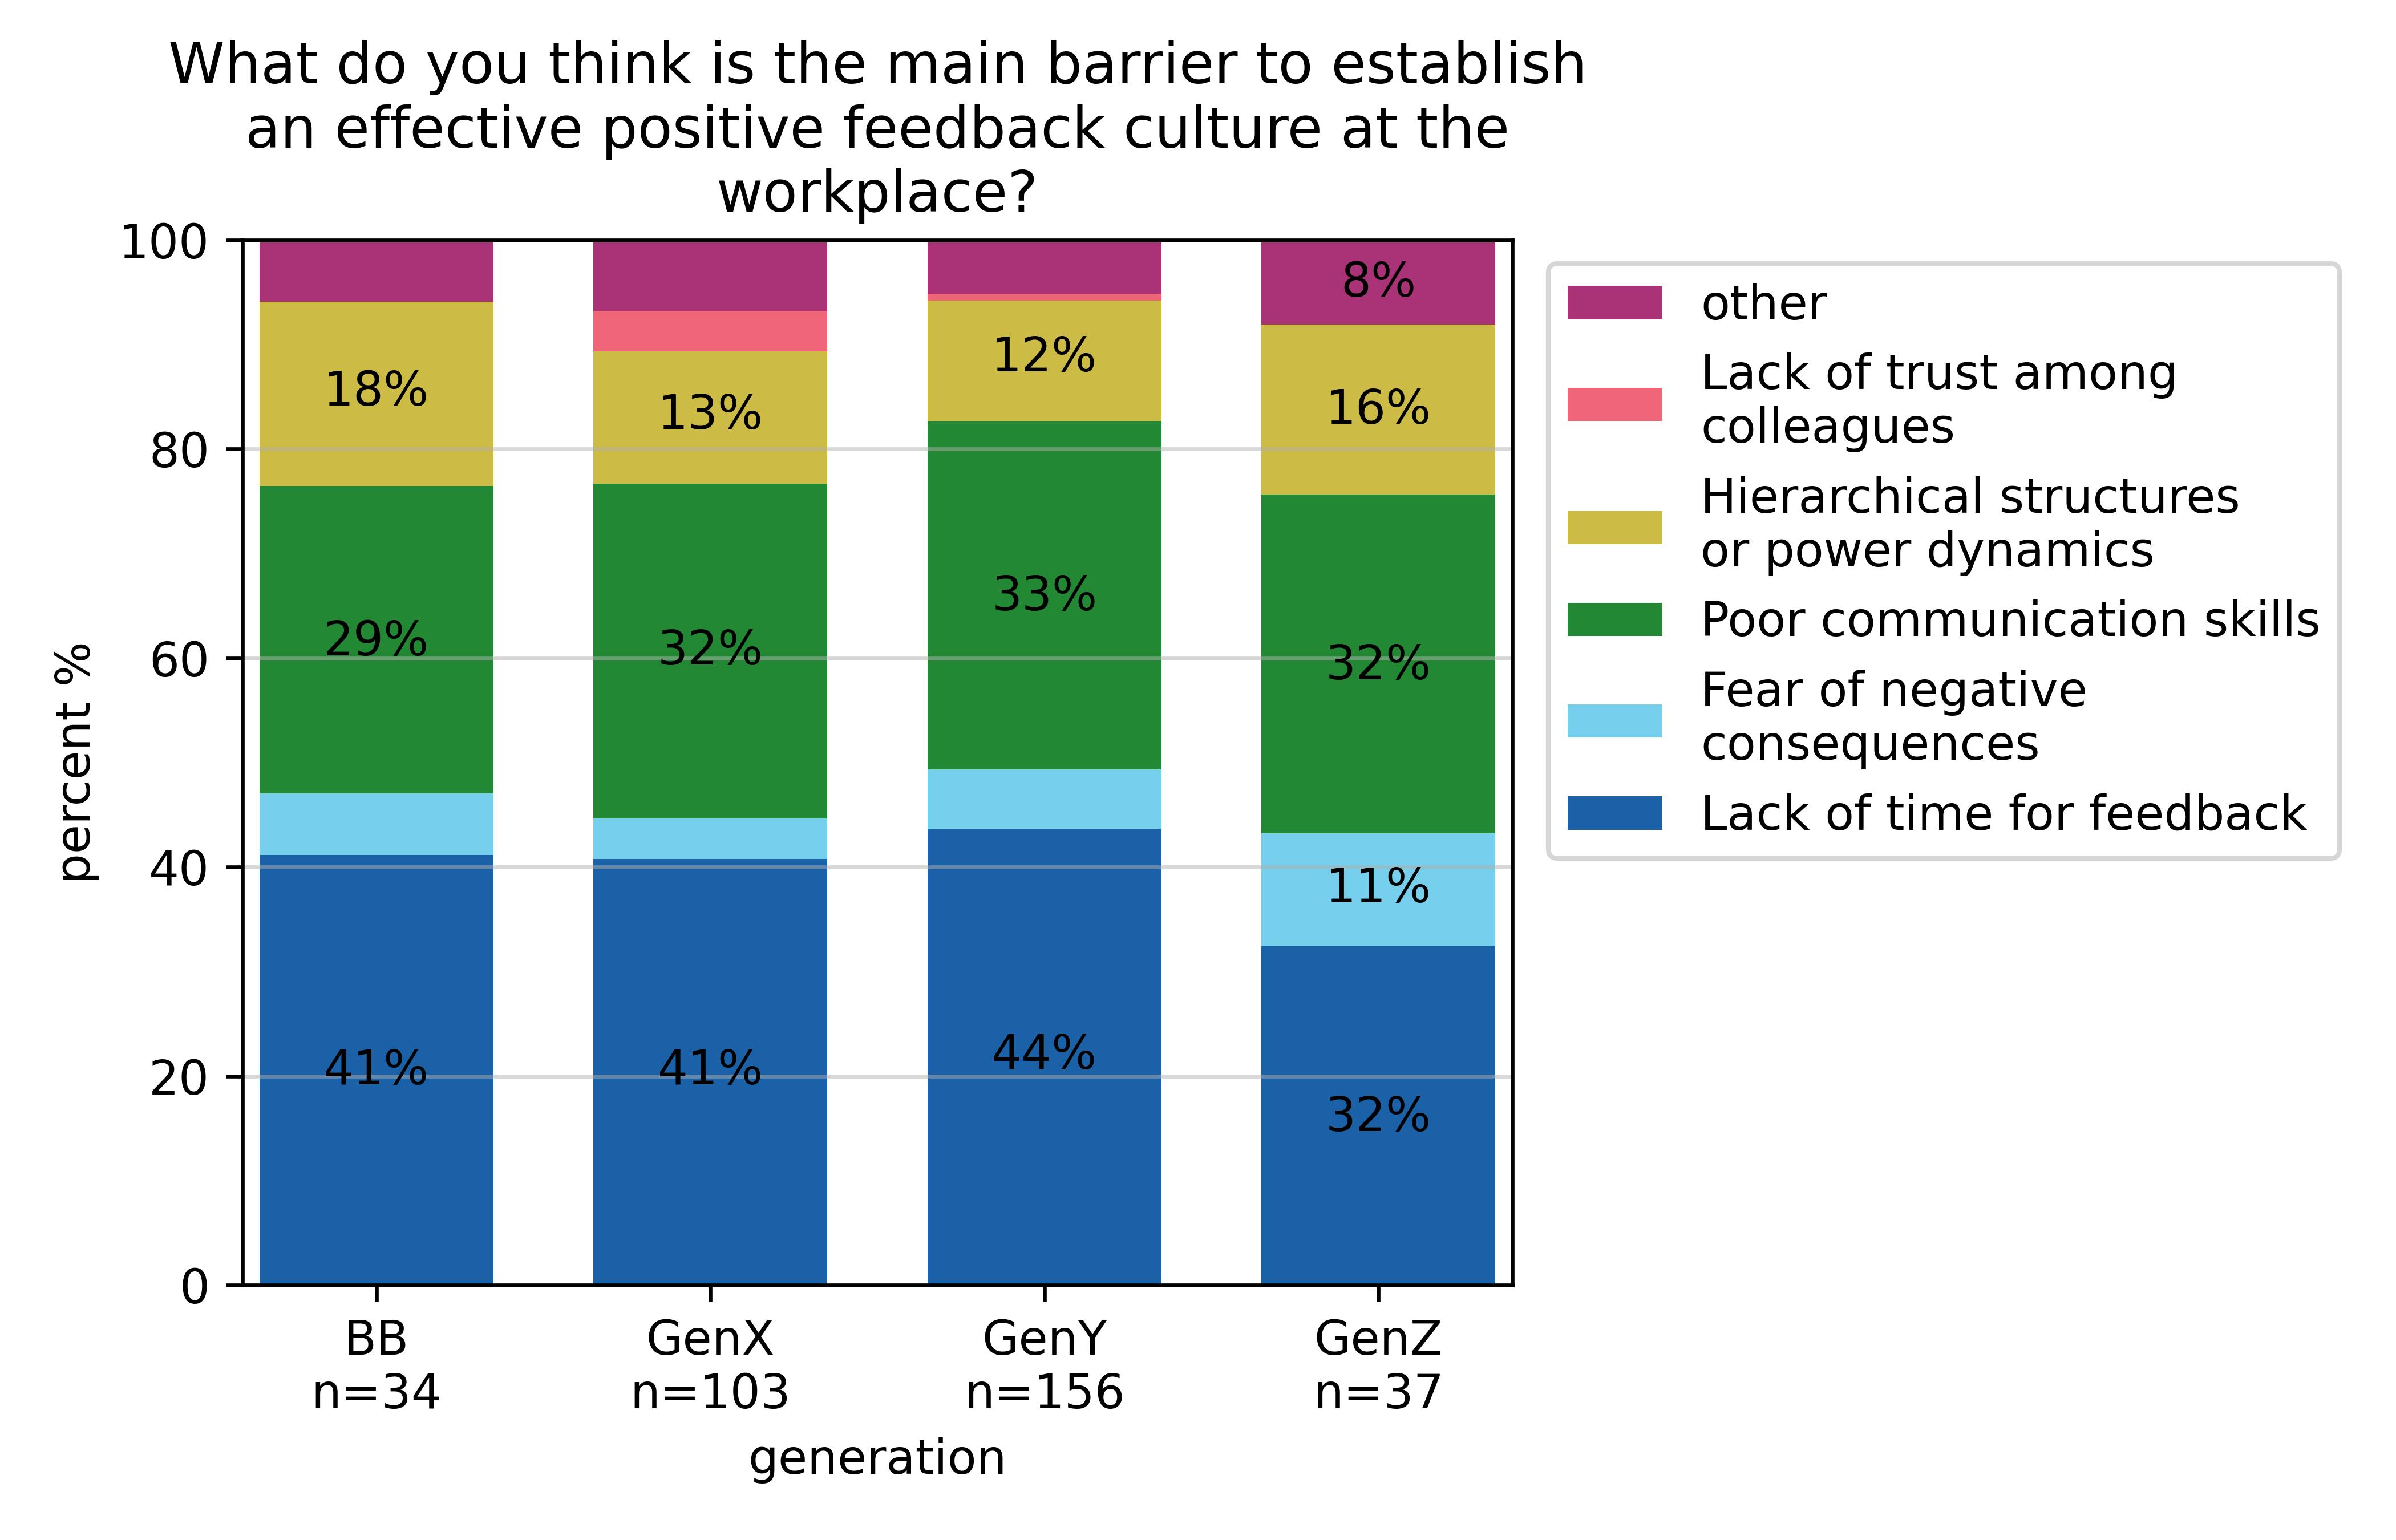 What do you think is the main barrier to establish
an effective positive feedback culture at the
workplace?
100
80
60
40
20
0
percent %
18%
29%
41%
13%
32%
41%
12%
33%
44%
8%
16%
32%
11%
32%
BB
n=34
GenX
n=103
GenY
n=156
GenZ
n=37
generation
other
Lack of trust among
colleagues
Hierarchical structures
or power dynamics
Poor communication skills
Fear of negative
consequences
Lack of time for feedback